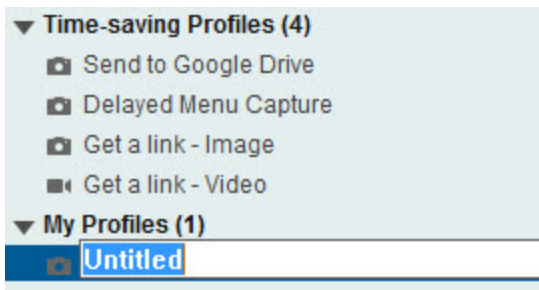 Time-saving Profiles (4)
Send to Google Drive
Delayed Menu Capture
Get a link - Image
Get a link - Video
My Profiles (1)
Untitled